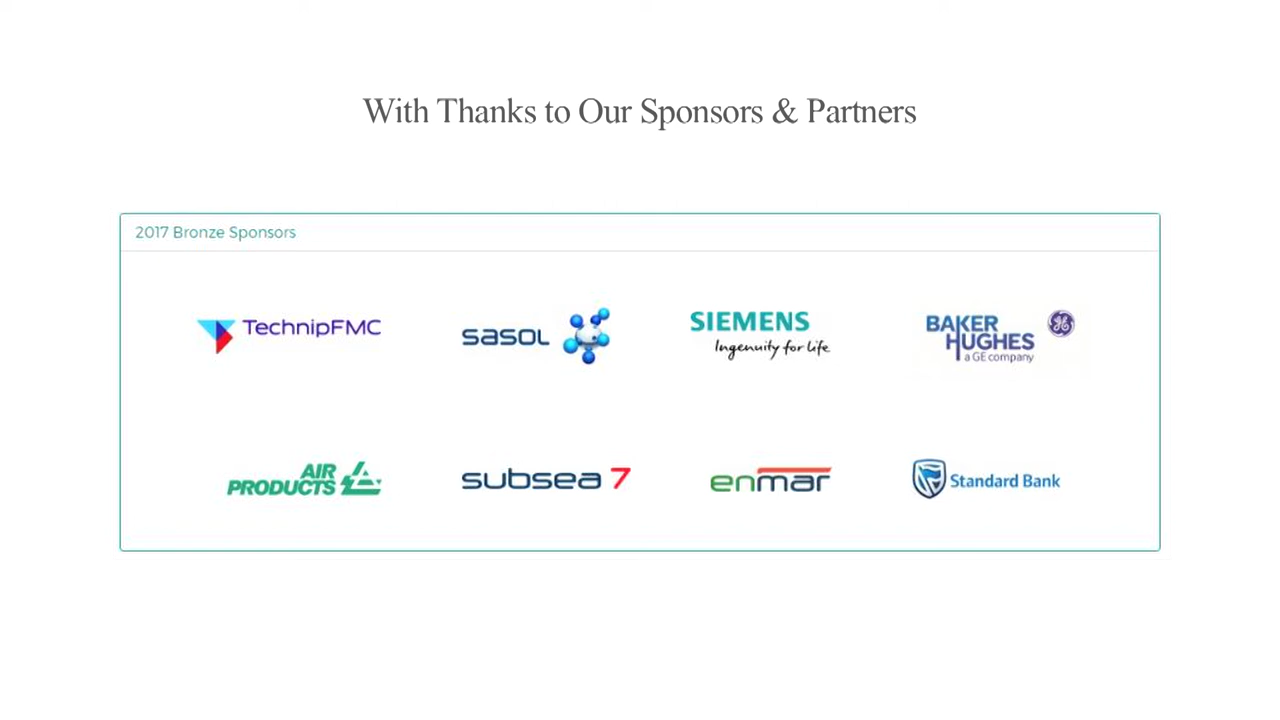 With Thanks to Our Sponsors & Partners
2017 Bronze Sponsors
TechnipFMC
sasol
SIEMENS
Ingenuity for life
BAKER
HUGHES
a GE company
GE
AIR
PRODUCTS
subsea 7
enmar
Standard Bank